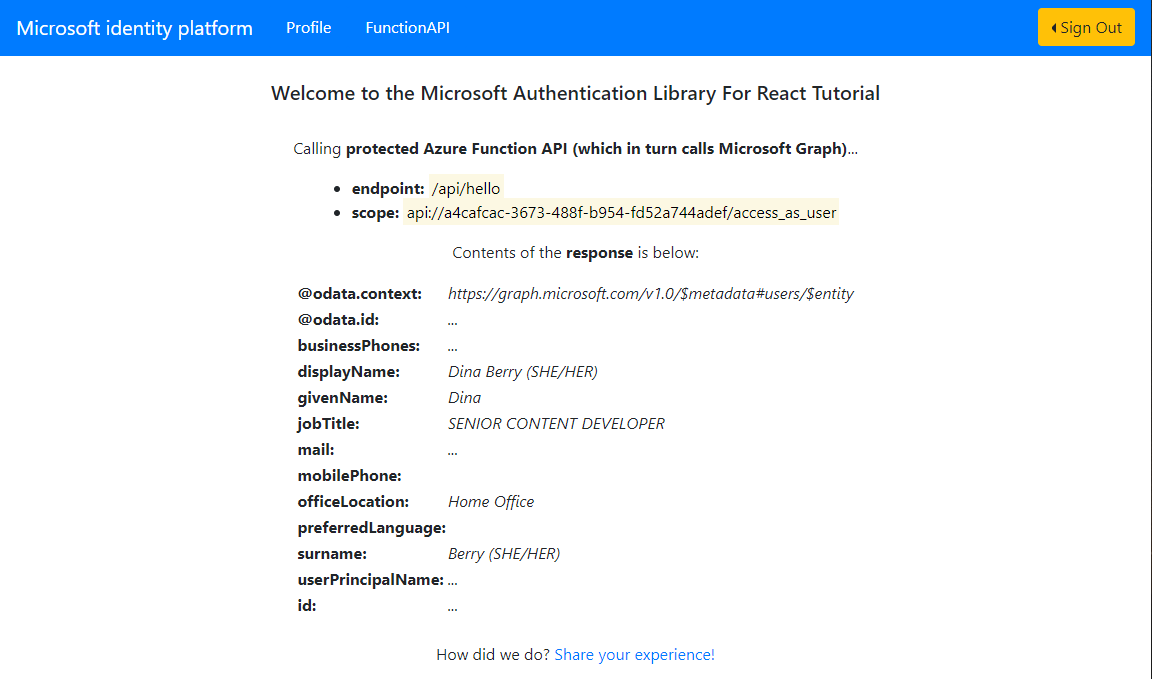 Microsoft identity platform Profile FunctionAPI Sign Out
Welcome to the Microsoft Authentication Library For React Tutorial
Calling protected Azure Function API (which in turn calls Microsoft Graph)...
• endpoint: /api/hello
• scope: api://a4cafcac-3673-488f-b954-fd52a744adef/access_as_user
Contents of the response is below:
@odata.context: https://graph.microsoft.com/v1.0/$metadata#users/$entity
@odata.id: ...
businessPhones: ...
displayName: Dina Berry (SHE/HER)
givenName: Dina
jobTitle: SENIOR CONTENT DEVELOPER
mail: ...
mobilePhone:
officeLocation: Home Office
preferredLanguage:
surname: Berry (SHE/HER)
userPrincipalName: ...
id: ...
How did we do? Share your experience!